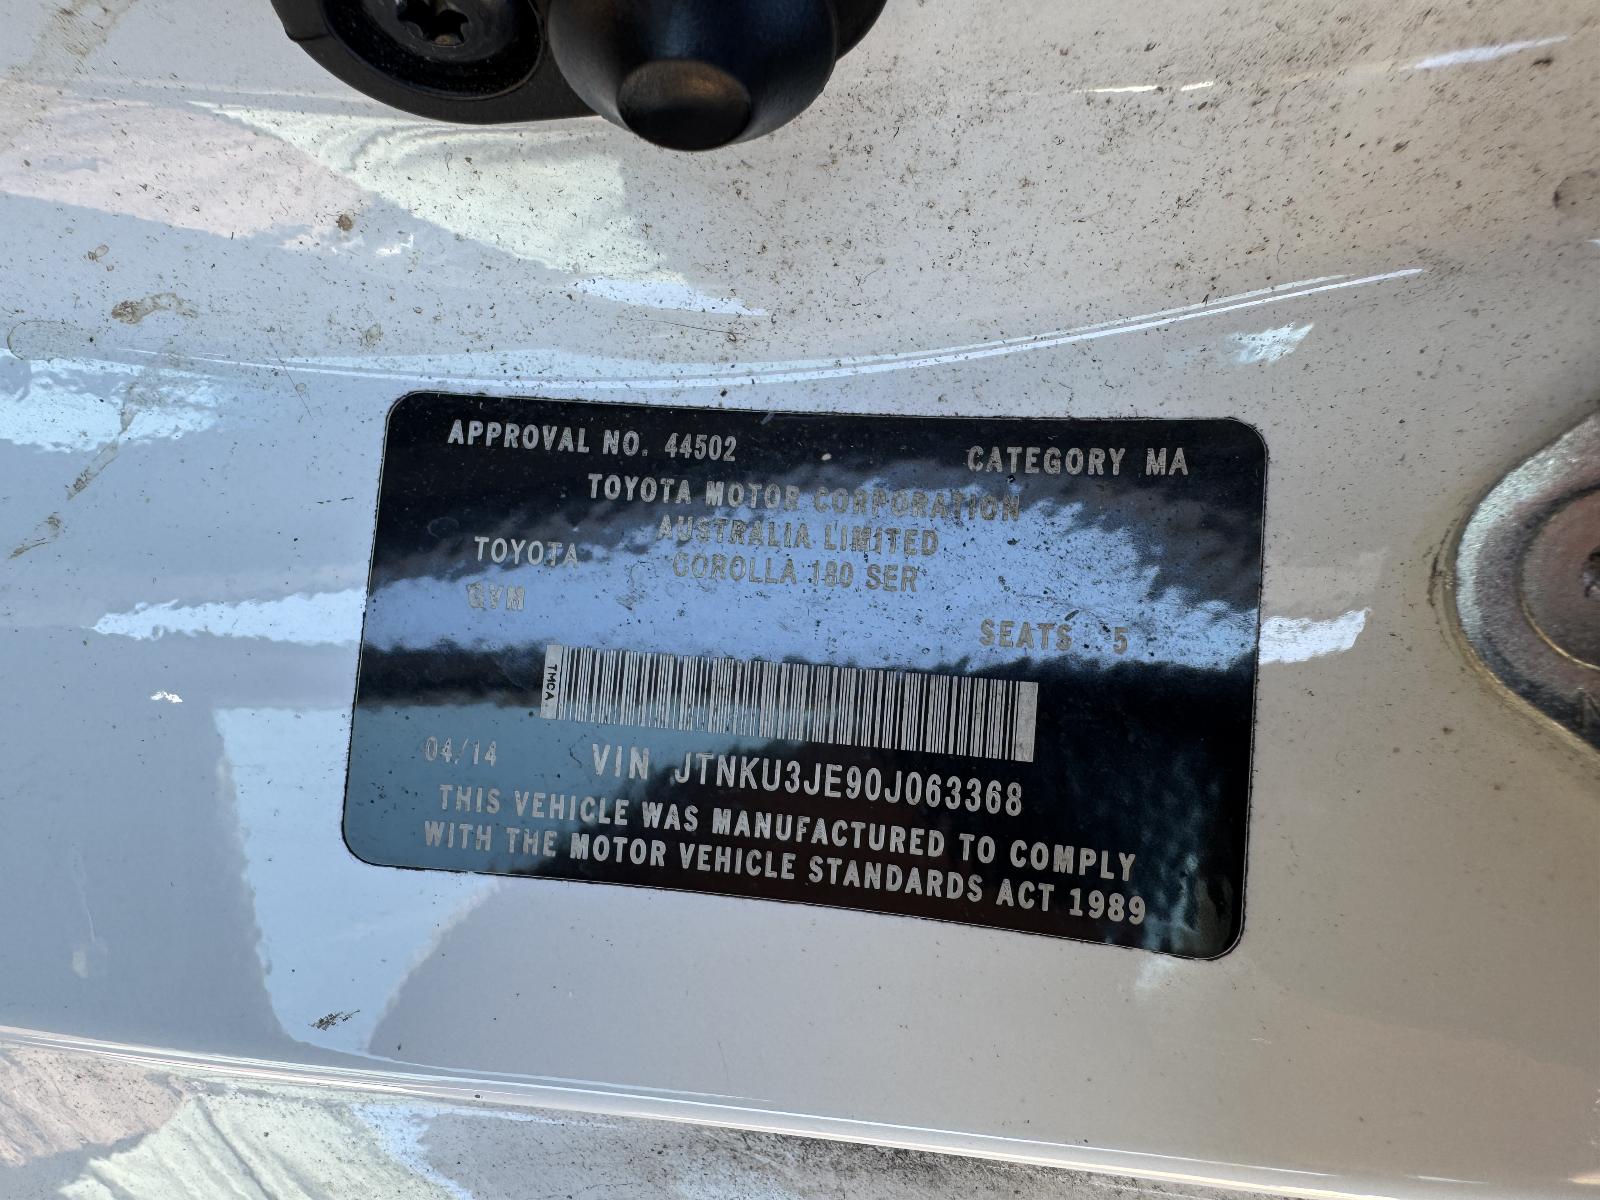 APPROVAL NO. 44502 CATEGORY MA
TOYOTA MOTOR CORPORATION
AUSTRALIA LIMITED
TOYOTA COROLLA 180 SER
GVM
SEATS 5
TMCA
04/14 VIN JTNKU3JE90J063368
THIS VEHICLE WAS MANUFACTURED TO COMPLY
WITH THE MOTOR VEHICLE STANDARDS ACT 1989